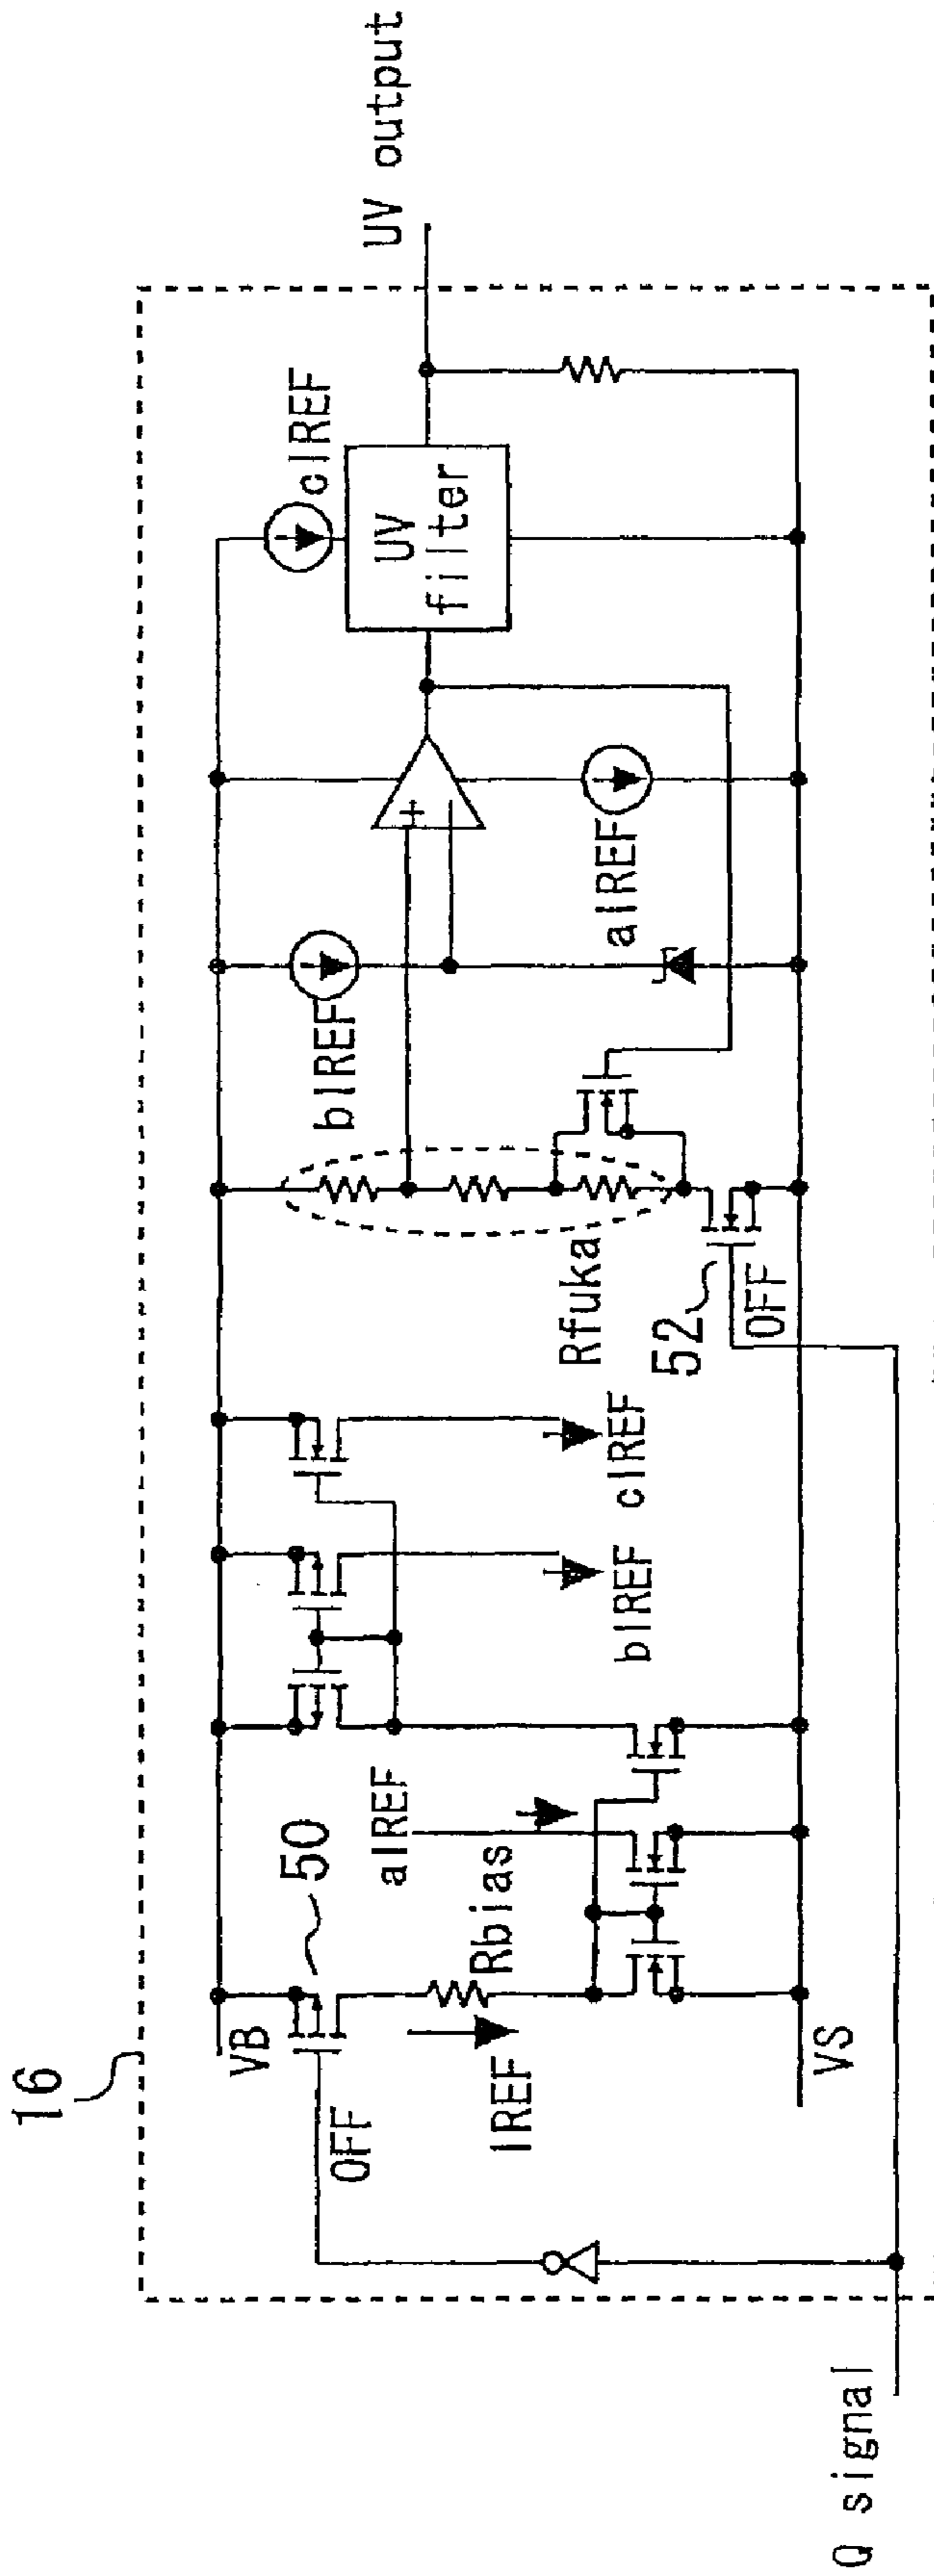 16
VB
50
OFF
IREF
Rbias
aIREF
bIREF
cIREF
VS
Q signal
Rfuka
52
OFF
bIREF
aIREF
+
cIREF
UV
filter
UV output